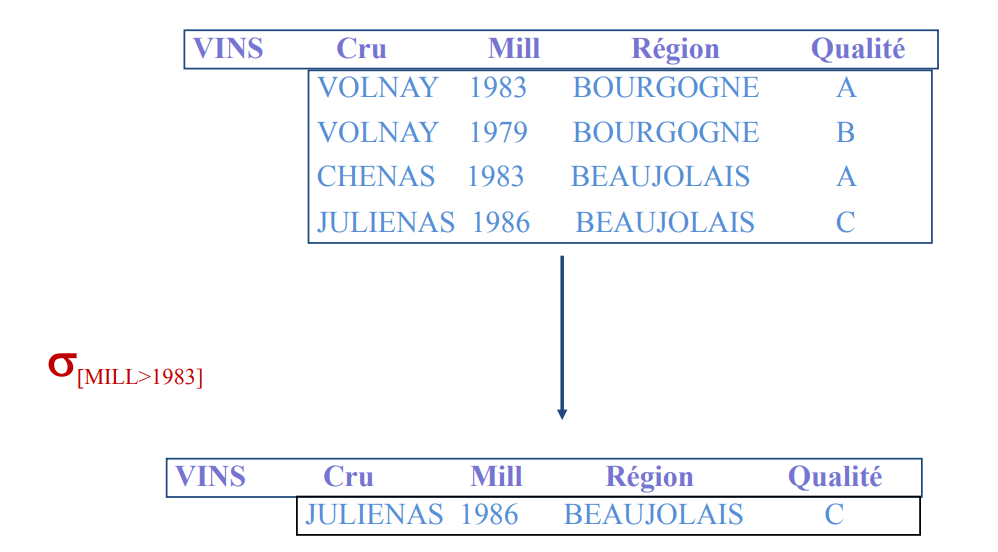 VINS Cru Mill Région Qualité
VOLNAY 1983 BOURGOGNE A
VOLNAY 1979 BOURGOGNE B
CHENAS 1983 BEAUJOLAIS A
JULIENAS 1986 BEAUJOLAIS C
σ[MILL>1983]
VINS Cru Mill Région Qualité
JULIENAS 1986 BEAUJOLAIS C